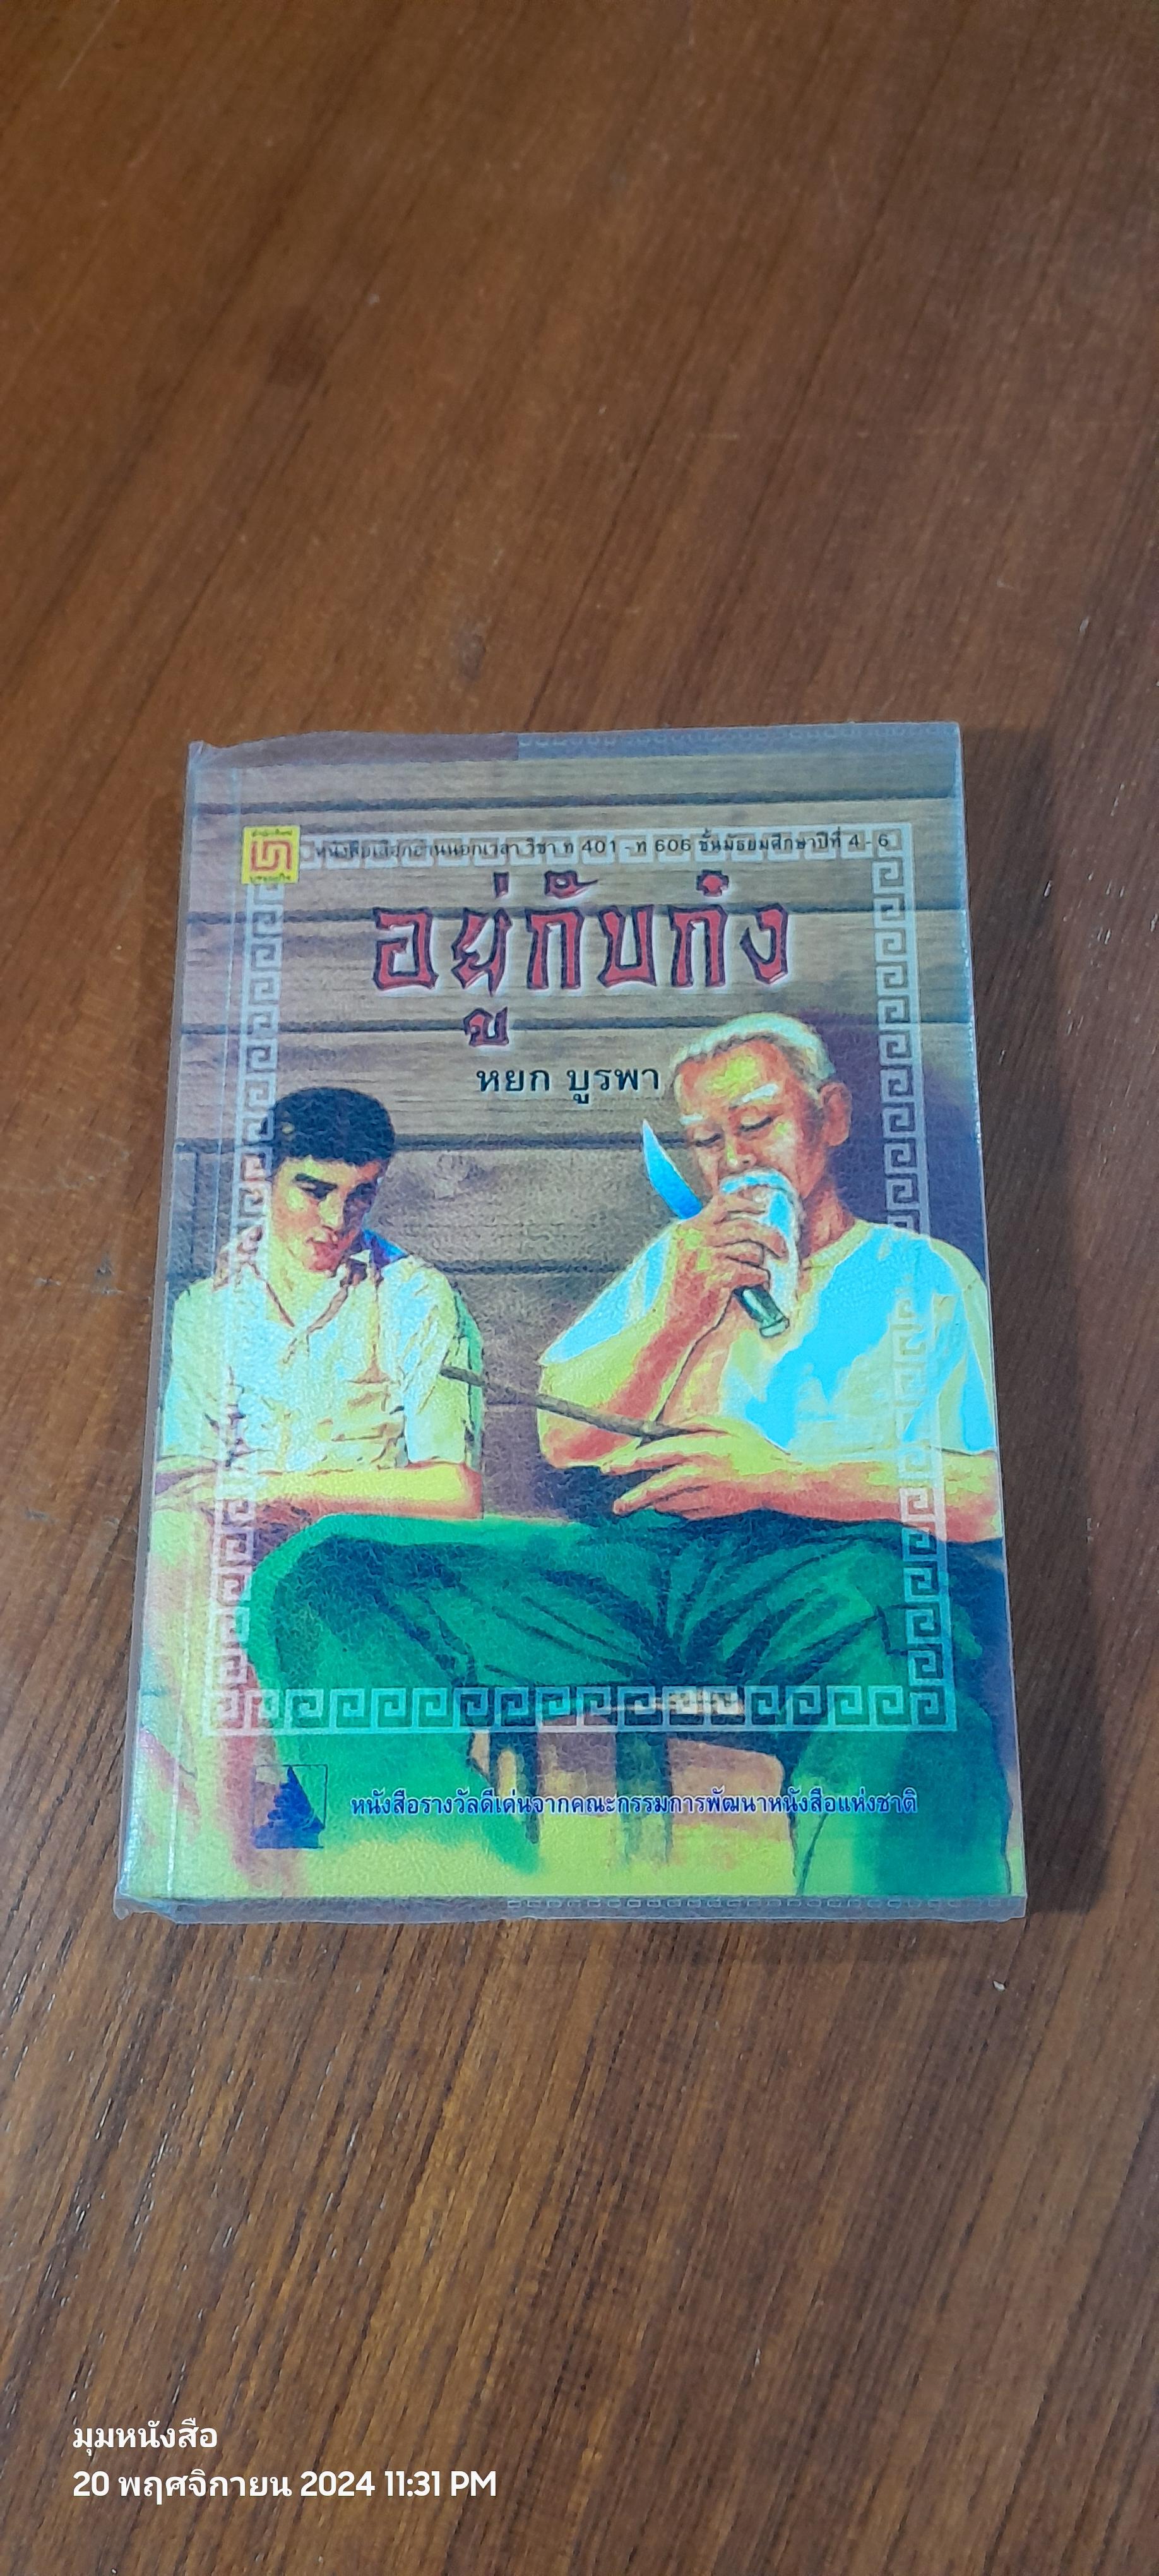 หนังสือเลือกอ่านนอกเวลา วิชา ท 401 - ท 606 ชั้นมัธยมศึกษาปีที่ 4 - 6
อยู่กับก๋ง
หยก บูรพา
หนังสือรางวัลดีเด่นจากคณะกรรมการพัฒนาหนังสือแห่งชาติ
มุมหนังสือ
20 พฤศจิกายน 2024 11:31 PM